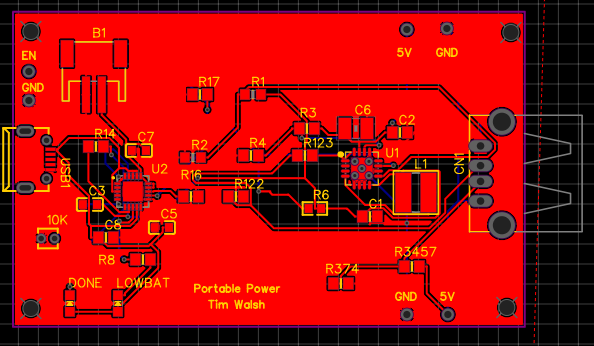 B1
EN
5V
GND
GND
R17
R1
C6
C2
R3
R14
C7
R2
R4
R123
U1
CN1
USB1
U2
L1
R16
R122
C3
R6
C1
10K
C5
C8
R8
R3457
R374
DONE
LOWBAT
Portable Power
Tim Walsh
GND
5V